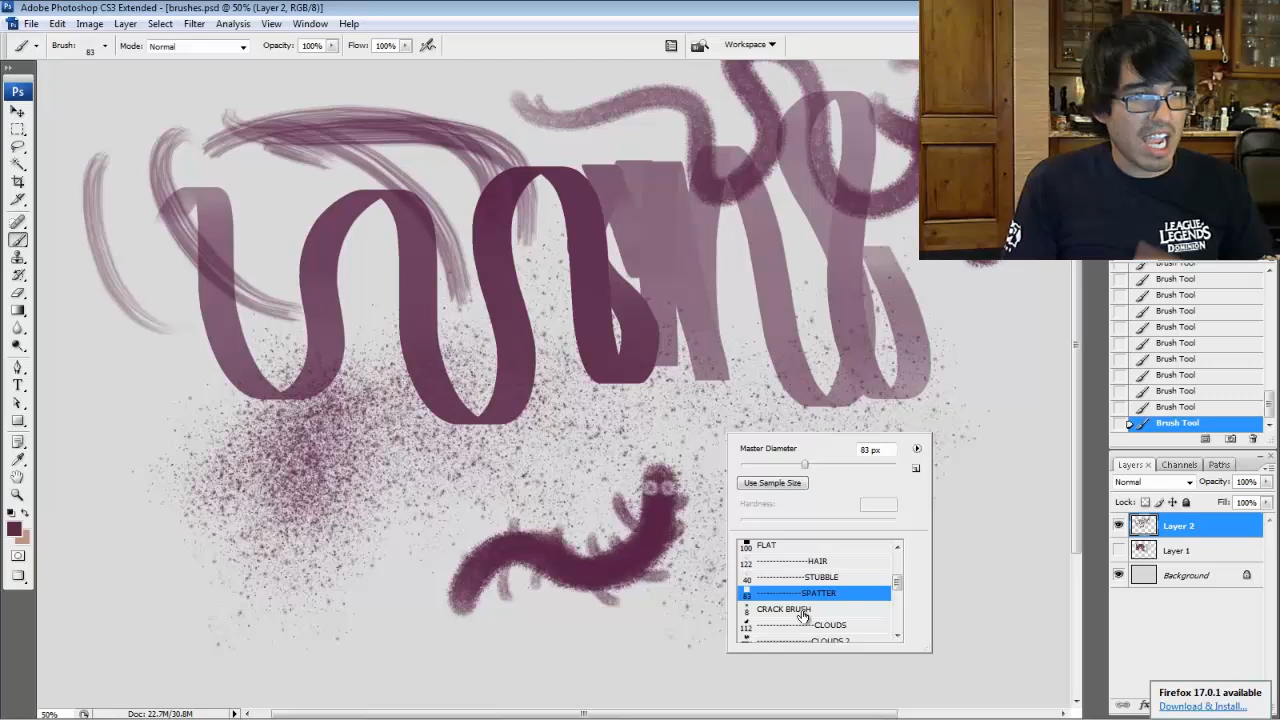 Adobe Photoshop CS3 Extended - [brushes.psd @ 50% (Layer 2, RGB/8)]
File Edit Image Layer Select Filter Analysis View Window Help
Brush: 83 Mode: Normal Opacity: 100% Flow: 100% Workspace
Ps
LEAGUE
LEGENDS
DOMINION
Brush Tool
Brush Tool
Brush Tool
Brush Tool
Brush Tool
Brush Tool
Brush Tool
Brush Tool
Brush Tool
Brush Tool
Brush Tool
Master Diameter 83 px
Use Sample Size
Hardness:
100 FLAT
122 ----------------HAIR
40 ---------------STUBBLE
83 --------------SPATTER
8 CRACK BRUSH
112 ------------------CLOUDS
-----------------CLOUDS 2
Layers Channels Paths
Normal Opacity: 100%
Lock: Fill: 100%
Layer 2
Layer 1
Background
T
50% Doc: 22.7M/30.8M
Firefox 17.0.1 available
Download & Install...